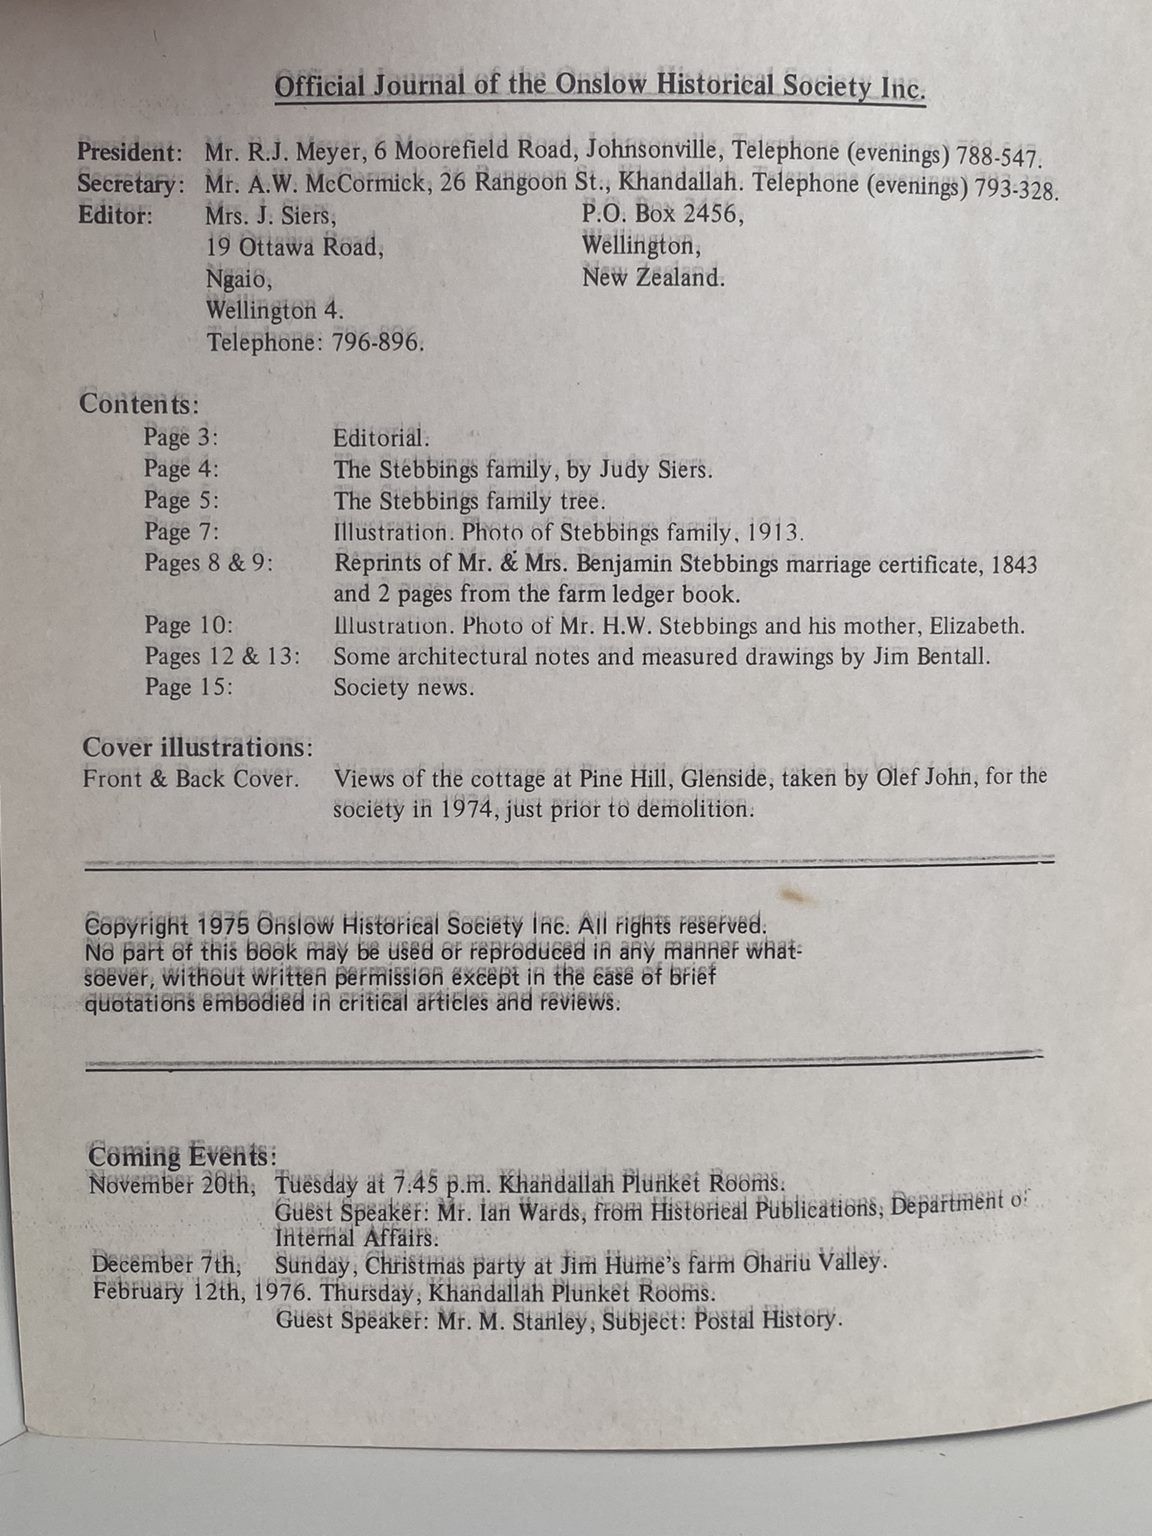 Official Journal of the Onslow Historical Society Inc.
President: Mr. R.J. Meyer, 6 Moorefield Road, Johnsonville, Telephone (evenings) 788-547.
Secretary: Mr. A.W. McCormick, 26 Rangoon St., Khandallah. Telephone (evenings) 793-328.
Editor: Mrs. J. Siers, P.O. Box 2456,
19 Ottawa Road, Wellington,
Ngaio, New Zealand.
Wellington 4.
Telephone: 796-896.
Contents:
Page 3: Editorial.
Page 4: The Stebbings family, by Judy Siers.
Page 5: The Stebbings family tree.
Page 7: Illustration. Photo of Stebbings family, 1913.
Pages 8 & 9: Reprints of Mr. & Mrs. Benjamin Stebbings marriage certificate, 1843
and 2 pages from the farm ledger book.
Page 10: Illustration. Photo of Mr. H.W. Stebbings and his mother, Elizabeth.
Pages 12 & 13: Some architectural notes and measured drawings by Jim Bentall.
Page 15: Society news.
Cover illustrations:
Front & Back Cover. Views of the cottage at Pine Hill, Glenside, taken by Olef John, for the
society in 1974, just prior to demolition.
Copyright 1975 Onslow Historical Society Inc. All rights reserved.
No part of this book may be used or reproduced in any manner what-
soever, without written permission except in the case of brief
quotations embodied in critical articles and reviews.
Coming Events:
November 20th, Tuesday at 7.45 p.m. Khandallah Plunket Rooms.
Guest Speaker: Mr. Ian Wards, from Historical Publications, Department of
Internal Affairs.
December 7th, Sunday, Christmas party at Jim Hume's farm Ohariu Valley.
February 12th, 1976. Thursday, Khandallah Plunket Rooms.
Guest Speaker: Mr. M. Stanley, Subject: Postal History.